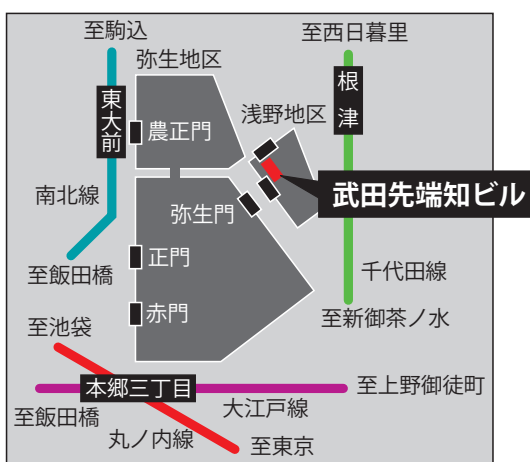 至駒込
至西日暮里
弥生地区
東大前
根津
浅野地区
農正門
南北線
武田先端知ビル
弥生門
正門
千代田線
至飯田橋
赤門
至池袋
至新御茶ノ水
本郷三丁目
至上野御徒町
至飯田橋
大江戸線
丸ノ内線
至東京